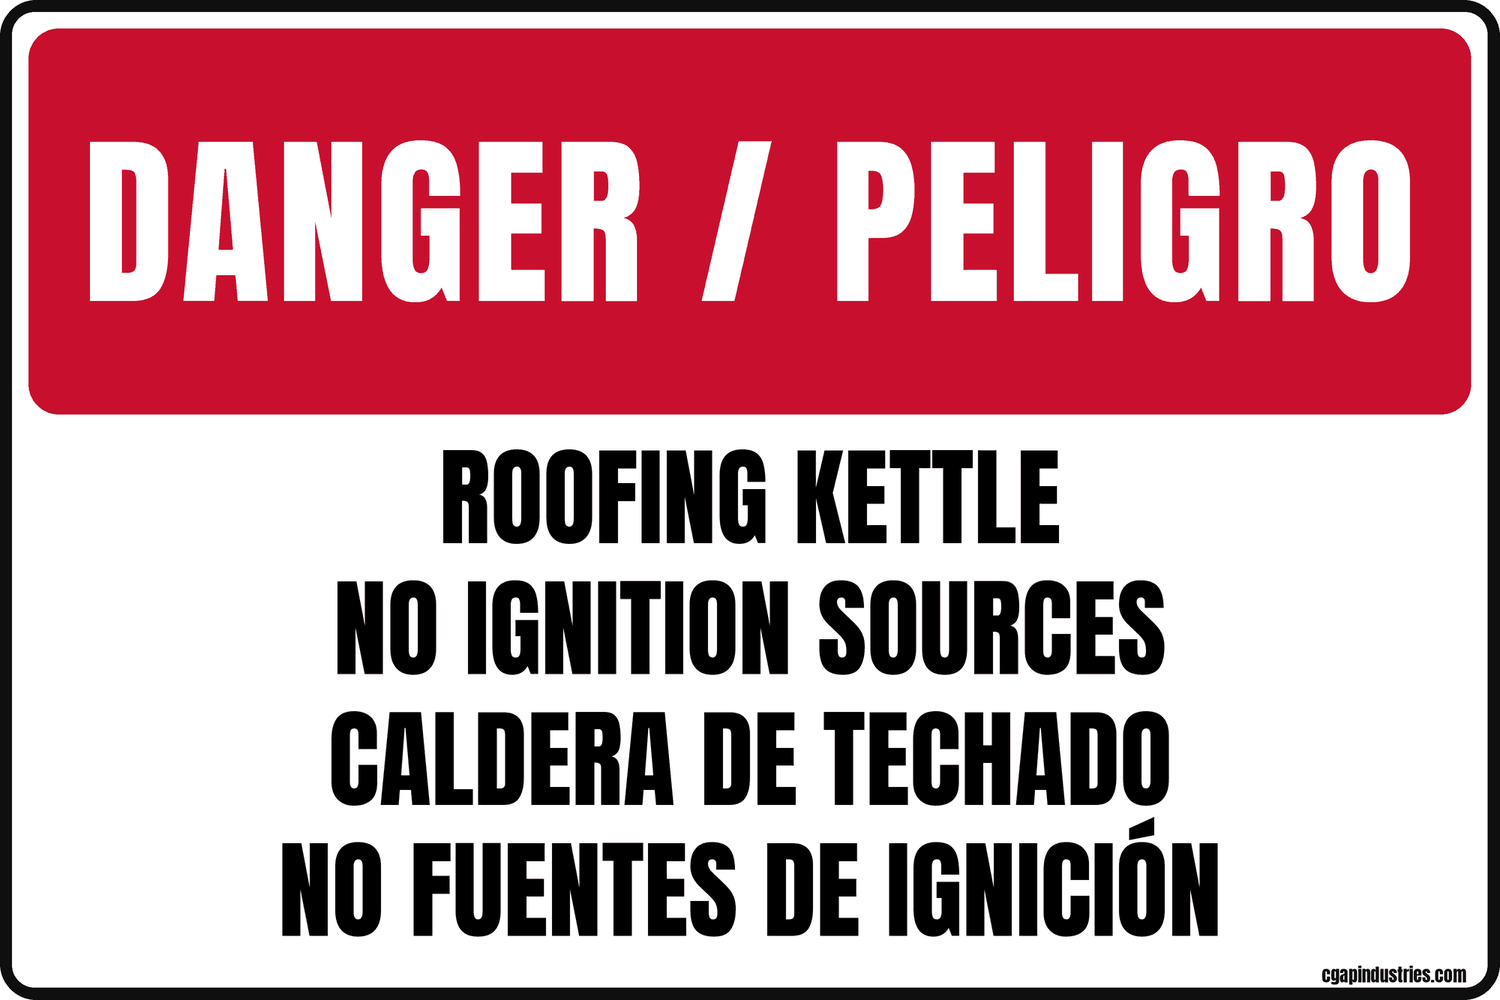 DANGER / PELIGRO
ROOFING KETTLE
NO IGNITION SOURCES
CALDERA DE TECHADO
NO FUENTES DE IGNICIÓN
cgapindustries.com